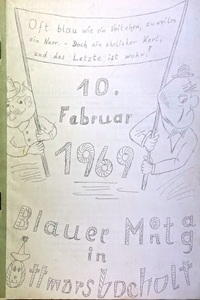 Oft blau wie ein Veilchen, zuweilen
ein Narr. - Doch ein ehrlicher Kerl,
und das Letzte ist wahr!
10.
Februar
1969
Blauer Montag
in
Ottmarsbocholt